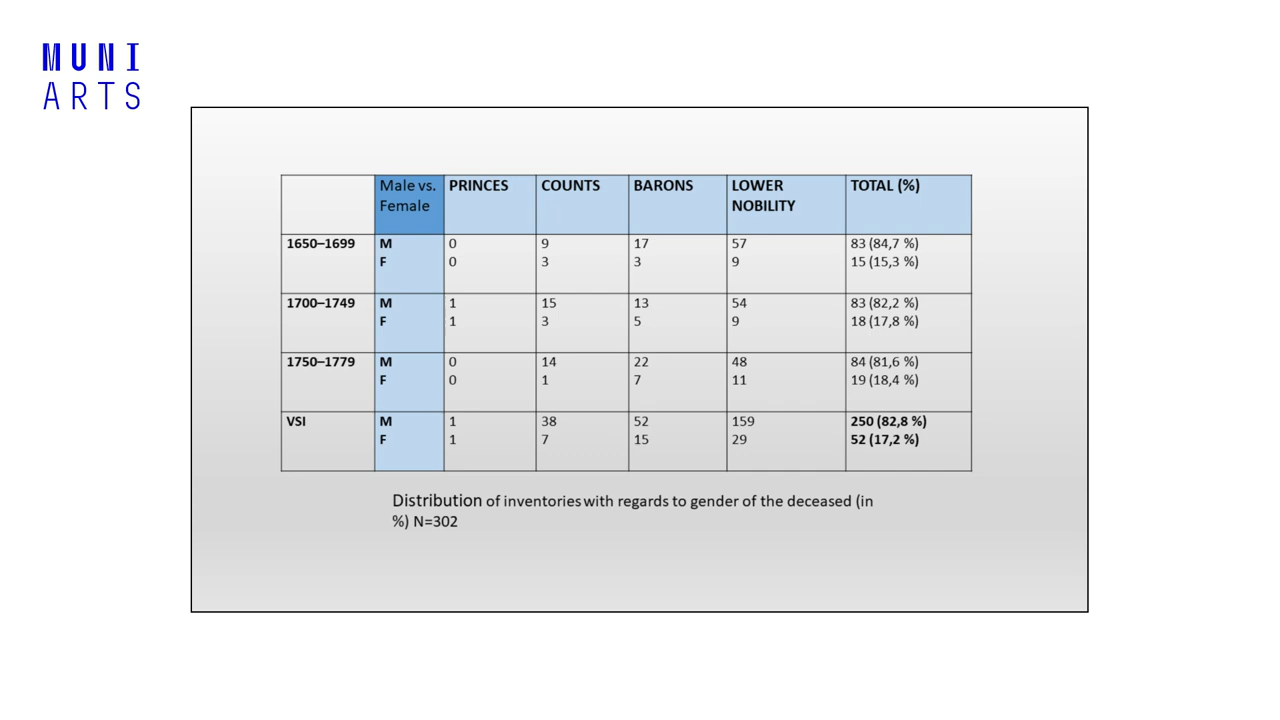 MUNI
ARTS
Male vs. Female PRINCES COUNTS BARONS LOWER NOBILITY TOTAL (%)
1650–1699 M 0 9 17 57 83 (84,7 %)
F 0 3 3 9 15 (15,3 %)
1700–1749 M 1 15 13 54 83 (82,2 %)
F 1 3 5 9 18 (17,8 %)
1750–1779 M 0 14 22 48 84 (81,6 %)
F 0 1 7 11 19 (18,4 %)
VSI M 1 38 52 159 250 (82,8 %)
F 1 7 15 29 52 (17,2 %)
Distribution of inventories with regards to gender of the deceased (in
%) N=302